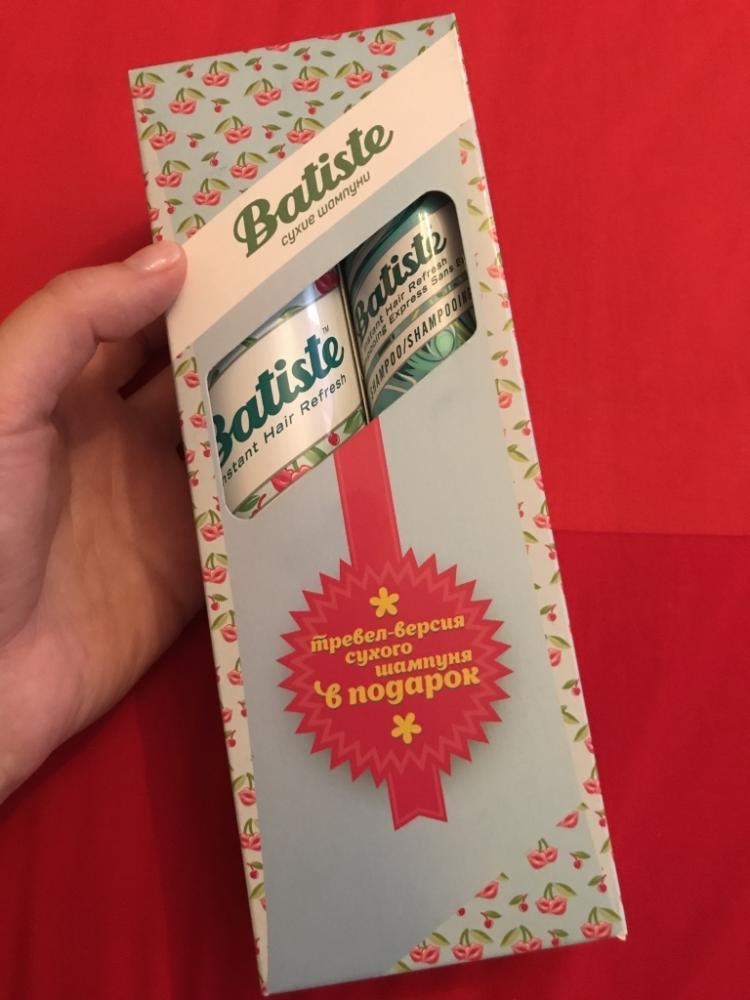 Batiste
сухие шампуни
Batiste
Instant Hair Refresh
Batiste™
Instant Hair Refresh
Express Sans
SHAMPOO/SHAMPOOING
тревел-версия
сухого
шампуня
в подарок